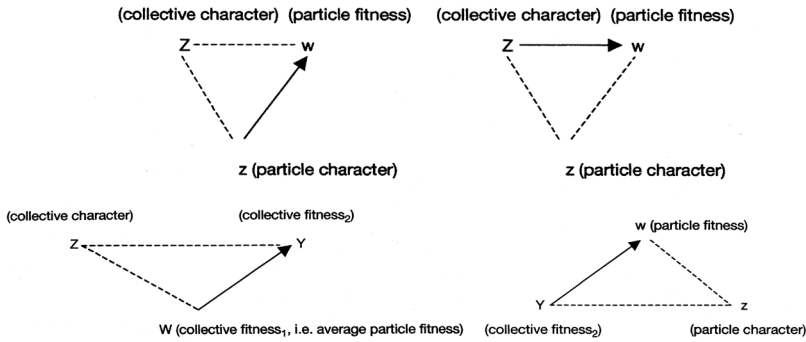 (collective character) (particle fitness) (collective character) (particle fitness)
Z w Z w
z (particle character) z (particle character)
(collective character) (collective fitness₂) w (particle fitness)
Z Y
Y z
W (collective fitness₁, i.e. average particle fitness) (collective fitness₂) (particle character)